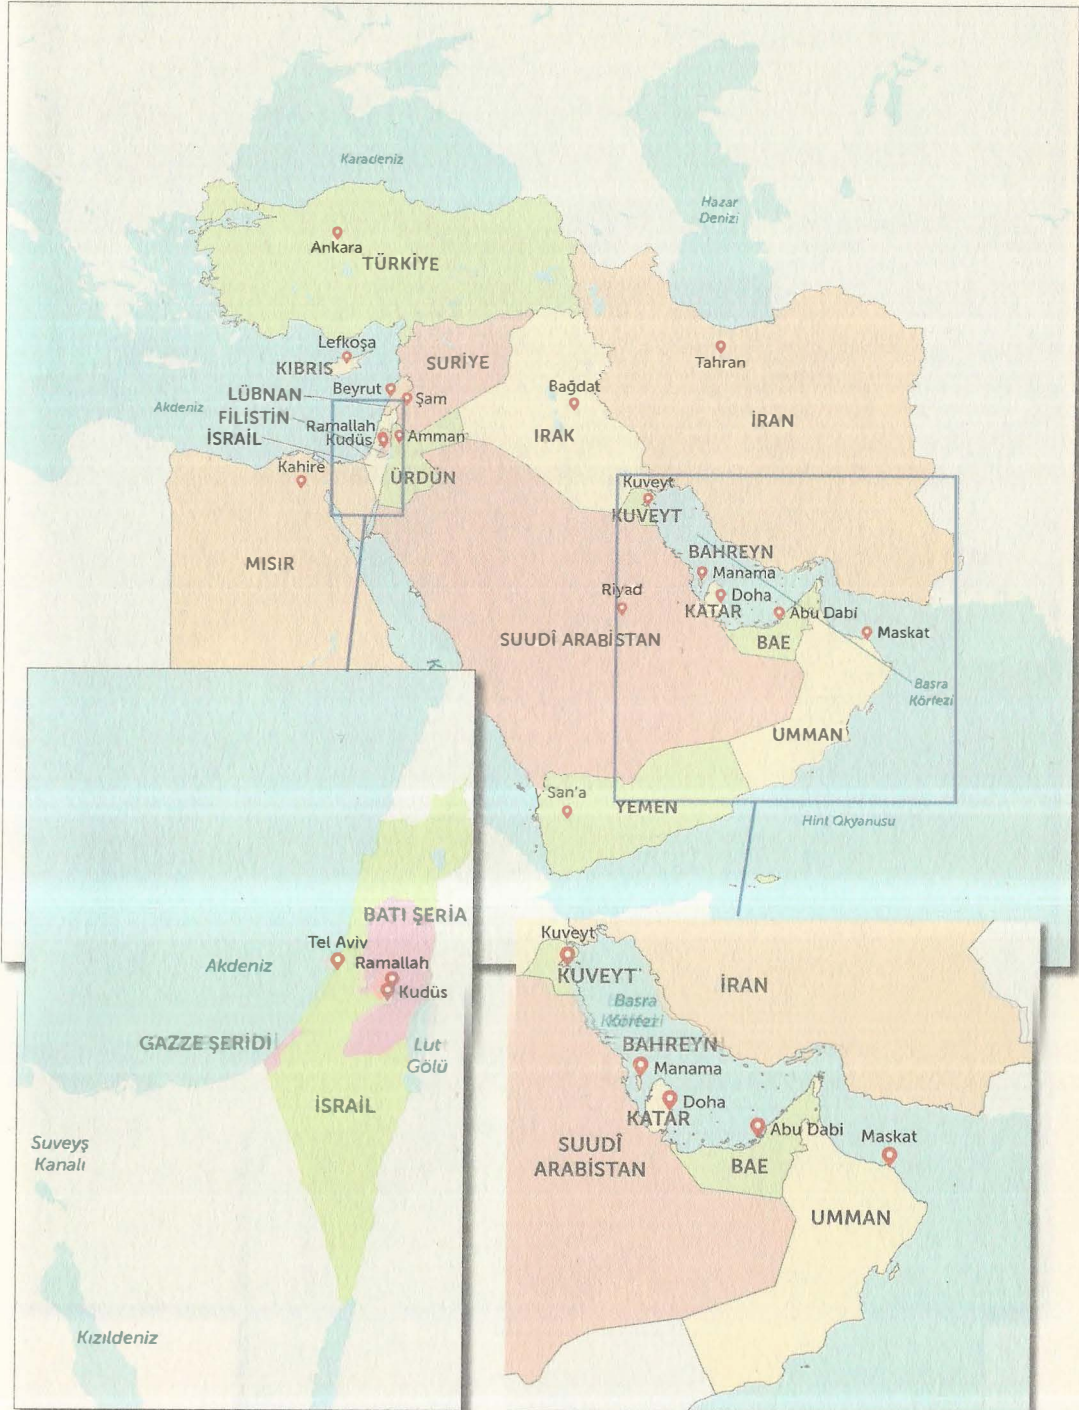 Karadeniz
Hazar
Denizi
Ankara
TÜRKİYE
Lefkoşa
KIBRIS
SURİYE
Tahran
LÜBNAN
Beyrut
Şam
Bağdat
Akdeniz
FİLİSTİN
İRAN
Ramallah
Kudüs
Amman
İSRAİL
IRAK
Kahire
ÜRDÜN
Kuveyt
KUVEYT
MISIR
BAHREYN
Manama
Riyad
Doha
KATAR
Abu Dabi
SUUDÎ ARABİSTAN
BAE
Maskat
K
Basra
Körfezi
UMMAN
San'a
YEMEN
Hint Okyanusu
BATI ŞERİA
Tel Aviv
Akdeniz
Ramallah
Kudüs
GAZZE ŞERİDİ
Lut
Gölü
İSRAİL
Suveyş
Kanalı
Kızıldeniz
Kuveyt
KUVEYT
İRAN
Basra
Körfezi
BAHREYN
Manama
Doha
KATAR
Abu Dabi
Maskat
SUUDÎ
ARABİSTAN
BAE
UMMAN